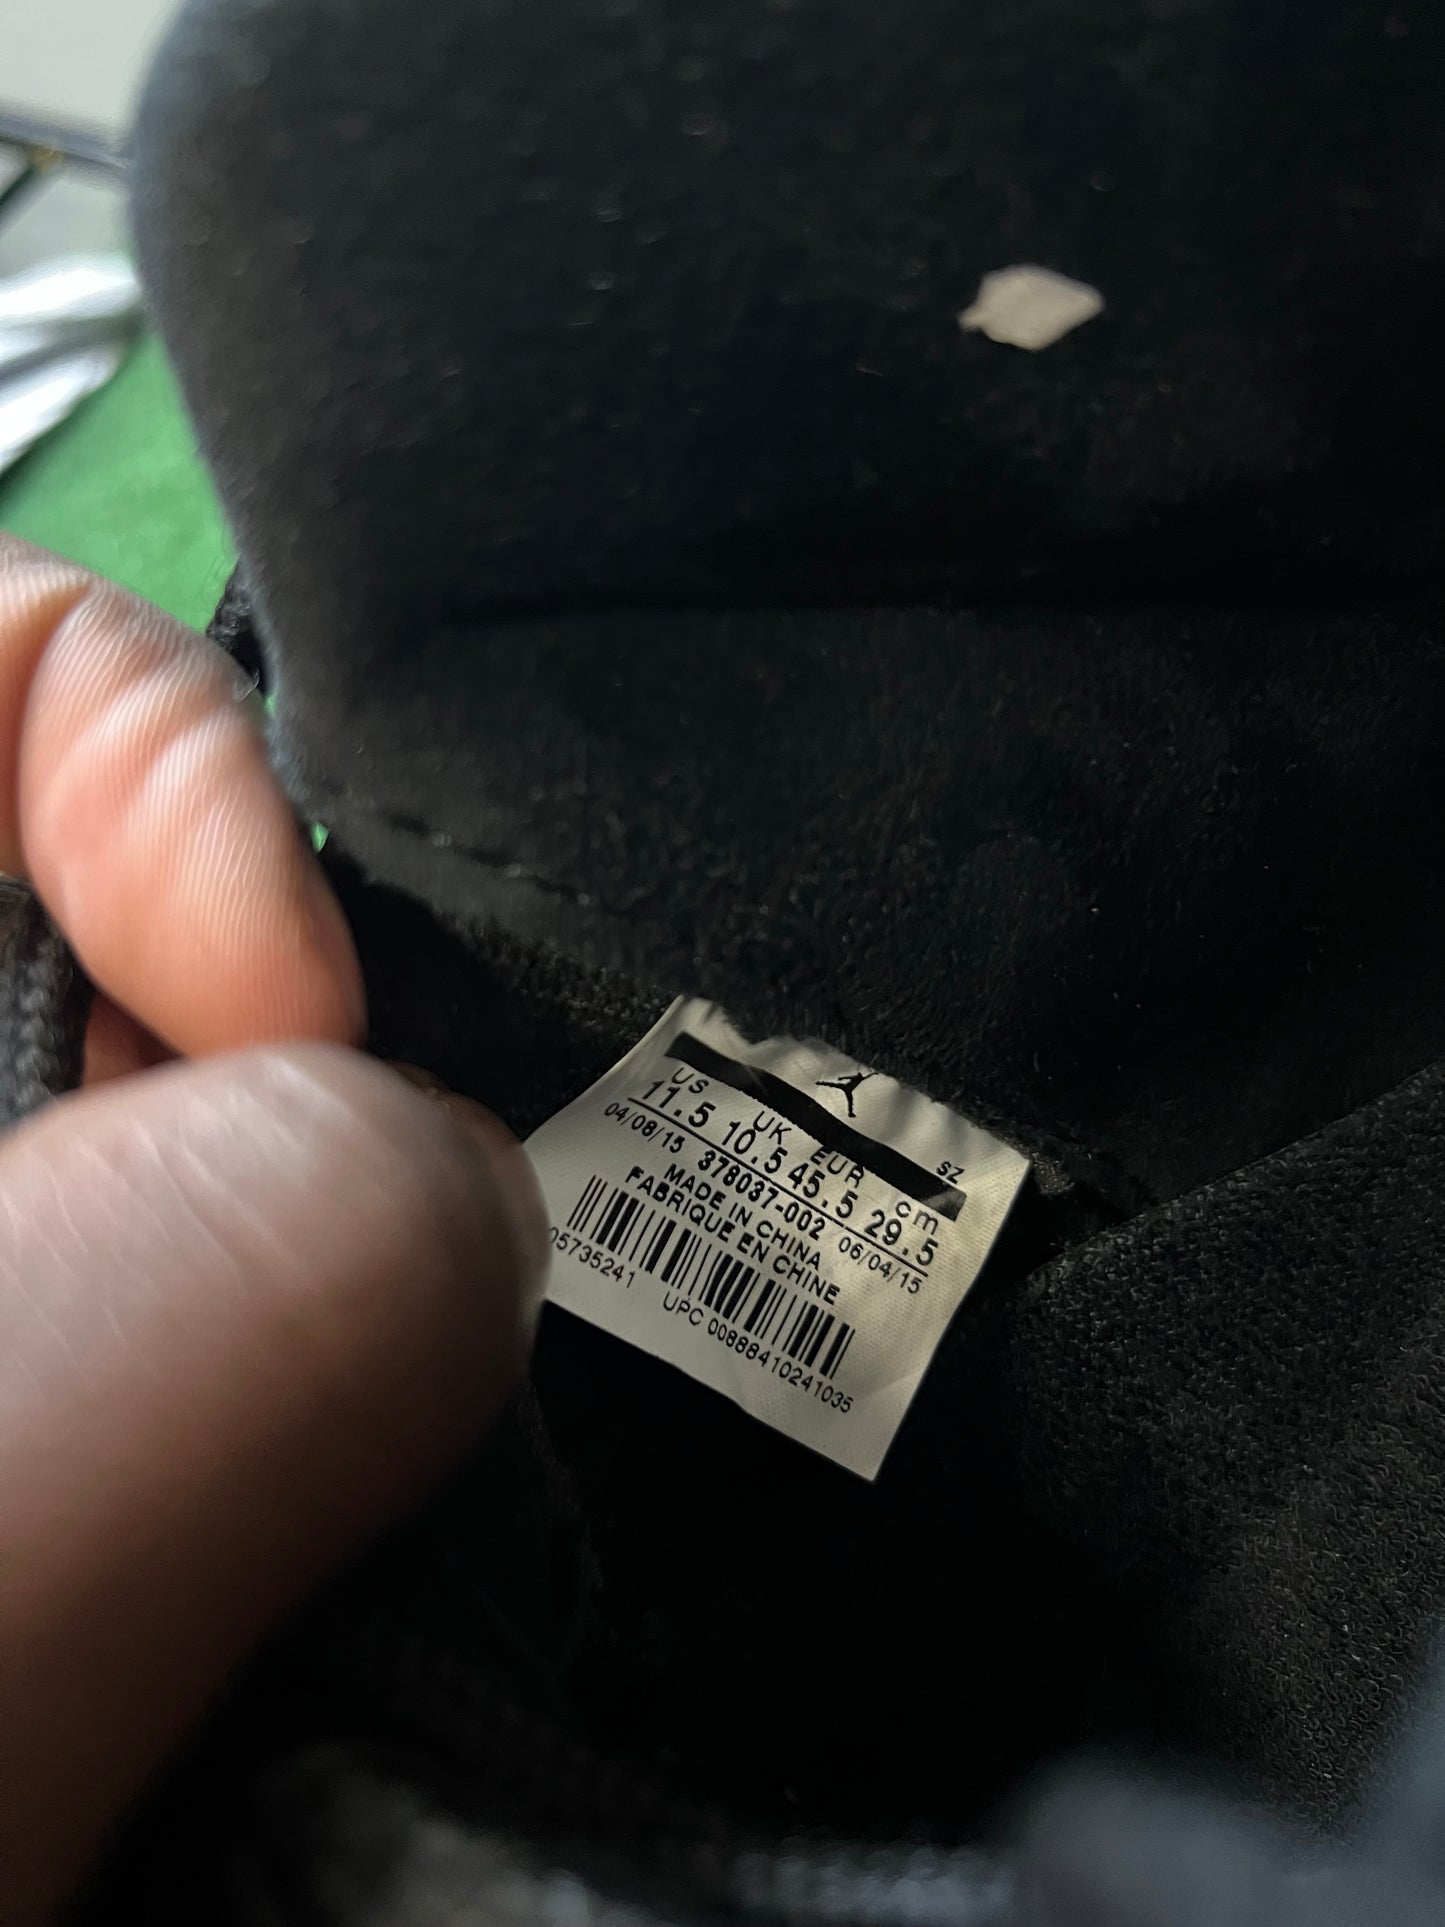 SZ
US UK EUR cm
11.5 10.5 45.5 29.5
04/08/15 378037-002 06/04/15
MADE IN CHINA
FABRIQUE EN CHINE
05735241
UPC 00888410241035